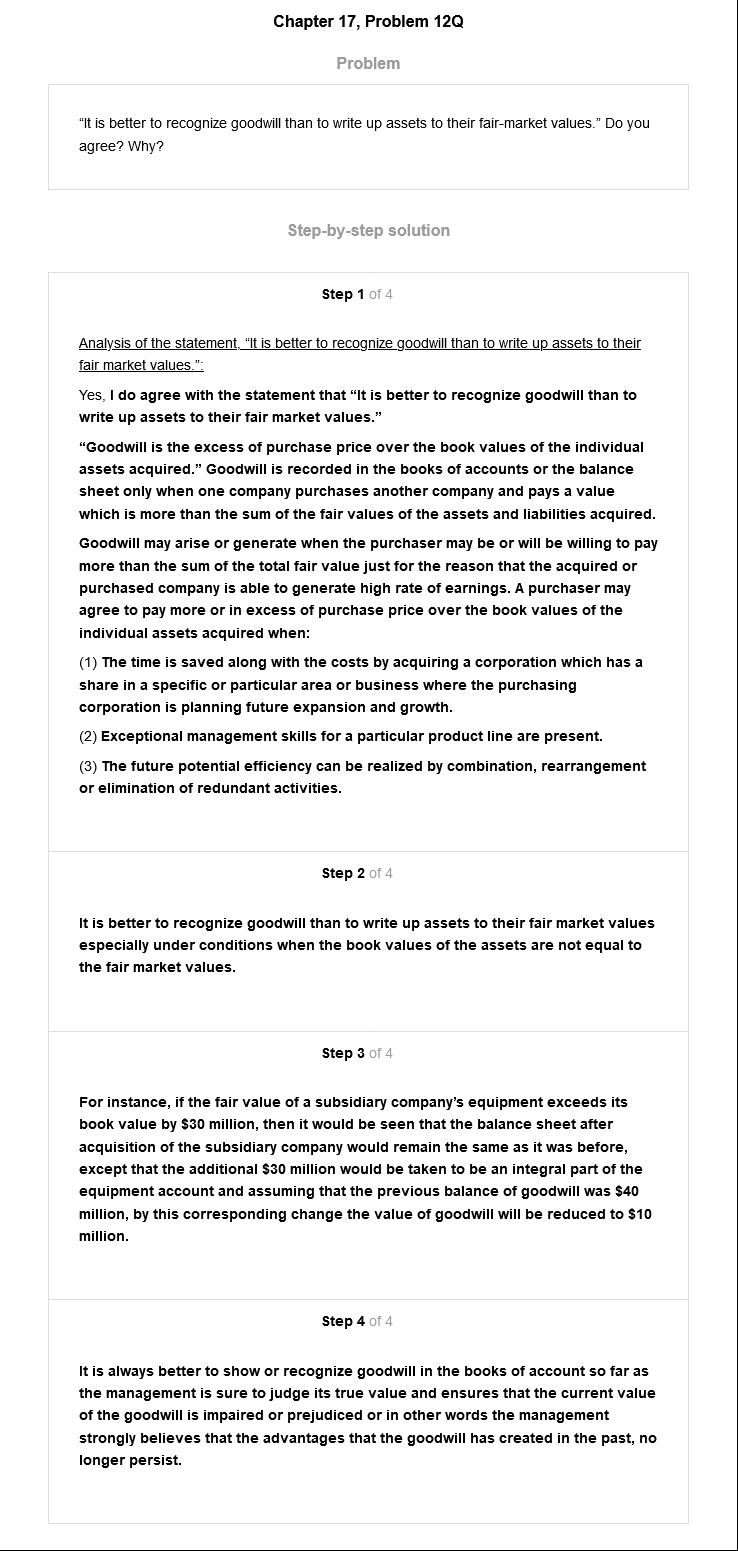 Chapter 17, Problem 12Q
Problem
“It is better to recognize goodwill than to write up assets to their fair-market values.” Do you
agree? Why?
Step-by-step solution
Step 1 of 4
Analysis of the statement, “It is better to recognize goodwill than to write up assets to their
fair market values.”:
Yes, I do agree with the statement that “It is better to recognize goodwill than to
write up assets to their fair market values.”
“Goodwill is the excess of purchase price over the book values of the individual
assets acquired.” Goodwill is recorded in the books of accounts or the balance
sheet only when one company purchases another company and pays a value
which is more than the sum of the fair values of the assets and liabilities acquired.
Goodwill may arise or generate when the purchaser may be or will be willing to pay
more than the sum of the total fair value just for the reason that the acquired or
purchased company is able to generate high rate of earnings. A purchaser may
agree to pay more or in excess of purchase price over the book values of the
individual assets acquired when:
(1) The time is saved along with the costs by acquiring a corporation which has a
share in a specific or particular area or business where the purchasing
corporation is planning future expansion and growth.
(2) Exceptional management skills for a particular product line are present.
(3) The future potential efficiency can be realized by combination, rearrangement
or elimination of redundant activities.
Step 2 of 4
It is better to recognize goodwill than to write up assets to their fair market values
especially under conditions when the book values of the assets are not equal to
the fair market values.
Step 3 of 4
For instance, if the fair value of a subsidiary company’s equipment exceeds its
book value by $30 million, then it would be seen that the balance sheet after
acquisition of the subsidiary company would remain the same as it was before,
except that the additional $30 million would be taken to be an integral part of the
equipment account and assuming that the previous balance of goodwill was $40
million, by this corresponding change the value of goodwill will be reduced to $10
million.
Step 4 of 4
It is always better to show or recognize goodwill in the books of account so far as
the management is sure to judge its true value and ensures that the current value
of the goodwill is impaired or prejudiced or in other words the management
strongly believes that the advantages that the goodwill has created in the past, no
longer persist.